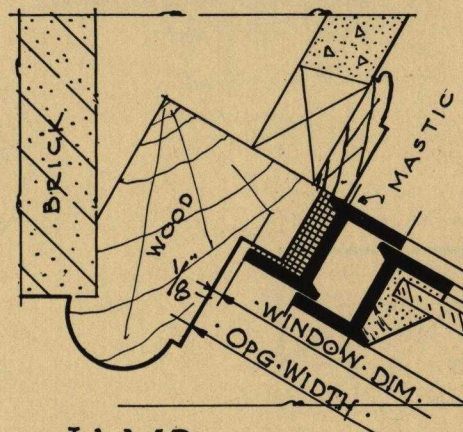 BRICK
WOOD
MASTIC
1/8"
WINDOW·DIM.
OPG·WIDTH·